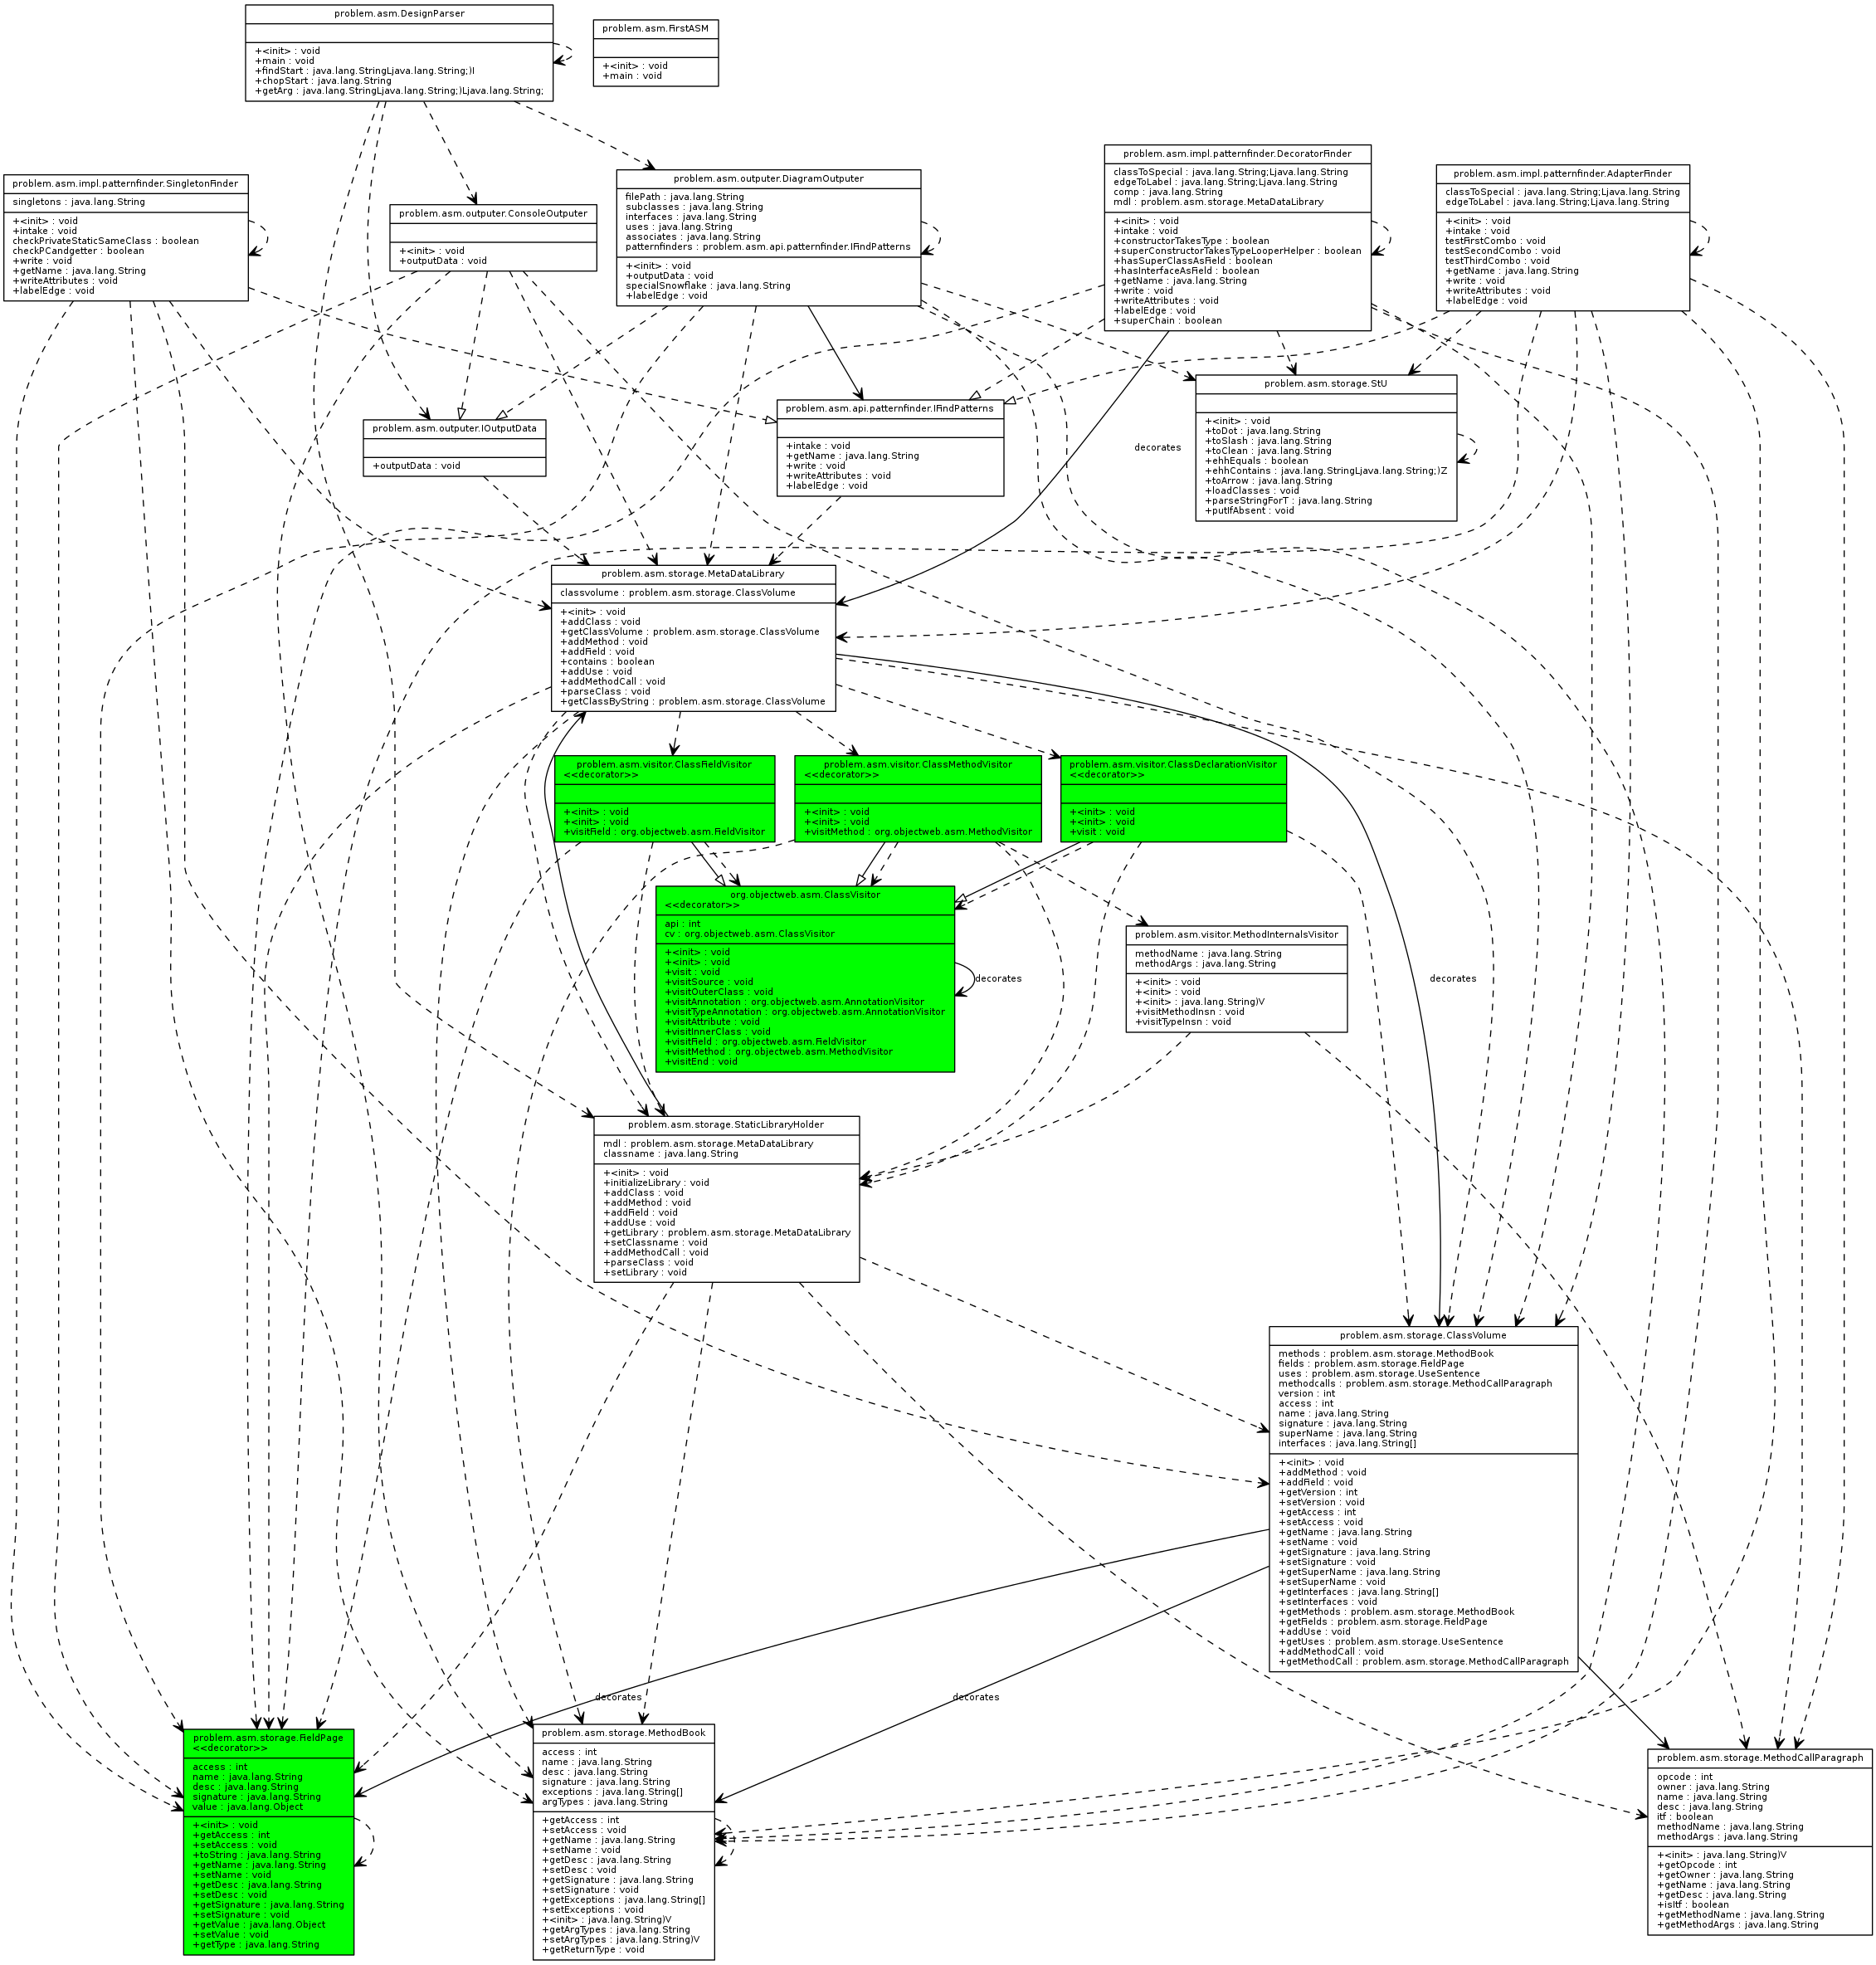 problem.asm.DesignParser
+<init> : void
+main : void
+findStart : java.lang.StringLjava.lang.String;)I
+chopStart : java.lang.String
+getArg : java.lang.StringLjava.lang.String;)Ljava.lang.String;
problem.asm.FirstASM
+<init> : void
+main : void
problem.asm.impl.patternfinder.SingletonFinder
singletons : java.lang.String
+<init> : void
+intake : void
checkPrivateStaticSameClass : boolean
checkPCandgetter : boolean
+write : void
+getName : java.lang.String
+writeAttributes : void
+labelEdge : void
problem.asm.outputer.ConsoleOutputer
+<init> : void
+outputData : void
problem.asm.outputer.DiagramOutputer
filePath : java.lang.String
subclasses : java.lang.String
interfaces : java.lang.String
uses : java.lang.String
associates : java.lang.String
patternfinders : problem.asm.api.patternfinder.IFindPatterns
+<init> : void
+outputData : void
specialSnowflake : java.lang.String
+labelEdge : void
problem.asm.impl.patternfinder.DecoratorFinder
classToSpecial : java.lang.String;Ljava.lang.String
edgeToLabel : java.lang.String;Ljava.lang.String
comp : java.lang.String
mdl : problem.asm.storage.MetaDataLibrary
+<init> : void
+intake : void
+constructorTakesType : boolean
+superConstructorTakesTypeLooperHelper : boolean
+hasSuperClassAsField : boolean
+hasInterfaceAsField : boolean
+getName : java.lang.String
+write : void
+writeAttributes : void
+labelEdge : void
+superChain : boolean
problem.asm.impl.patternfinder.AdapterFinder
classToSpecial : java.lang.String;Ljava.lang.String
edgeToLabel : java.lang.String;Ljava.lang.String
+<init> : void
+intake : void
testFirstCombo : void
testSecondCombo : void
testThirdCombo : void
+getName : java.lang.String
+write : void
+writeAttributes : void
+labelEdge : void
problem.asm.outputer.IOutputData
+outputData : void
problem.asm.api.patternfinder.IFindPatterns
+intake : void
+getName : java.lang.String
+write : void
+writeAttributes : void
+labelEdge : void
decorates
problem.asm.storage.StU
+<init> : void
+toDot : java.lang.String
+toSlash : java.lang.String
+toClean : java.lang.String
+ehhEquals : boolean
+ehhContains : java.lang.StringLjava.lang.String;)Z
+toArrow : java.lang.String
+loadClasses : void
+parseStringForT : java.lang.String
+putIfAbsent : void
problem.asm.storage.MetaDataLibrary
classvolume : problem.asm.storage.ClassVolume
+<init> : void
+addClass : void
+getClassVolume : problem.asm.storage.ClassVolume
+addMethod : void
+addField : void
+contains : boolean
+addUse : void
+addMethodCall : void
+parseClass : void
+getClassByString : problem.asm.storage.ClassVolume
problem.asm.visitor.ClassFieldVisitor
<<decorator>>
+<init> : void
+<init> : void
+visitField : org.objectweb.asm.FieldVisitor
problem.asm.visitor.ClassMethodVisitor
<<decorator>>
+<init> : void
+<init> : void
+visitMethod : org.objectweb.asm.MethodVisitor
problem.asm.visitor.ClassDeclarationVisitor
<<decorator>>
+<init> : void
+<init> : void
+visit : void
org.objectweb.asm.ClassVisitor
<<decorator>>
api : int
cv : org.objectweb.asm.ClassVisitor
+<init> : void
+<init> : void
+visit : void
+visitSource : void
+visitOuterClass : void
+visitAnnotation : org.objectweb.asm.AnnotationVisitor
+visitTypeAnnotation : org.objectweb.asm.AnnotationVisitor
+visitAttribute : void
+visitInnerClass : void
+visitField : org.objectweb.asm.FieldVisitor
+visitMethod : org.objectweb.asm.MethodVisitor
+visitEnd : void
decorates
problem.asm.visitor.MethodInternalsVisitor
methodName : java.lang.String
methodArgs : java.lang.String
+<init> : void
+<init> : void
+<init> : java.lang.String)V
+visitMethodInsn : void
+visitTypeInsn : void
decorates
problem.asm.storage.StaticLibraryHolder
mdl : problem.asm.storage.MetaDataLibrary
classname : java.lang.String
+<init> : void
+initializeLibrary : void
+addClass : void
+addMethod : void
+addField : void
+addUse : void
+getLibrary : problem.asm.storage.MetaDataLibrary
+setClassname : void
+addMethodCall : void
+parseClass : void
+setLibrary : void
problem.asm.storage.ClassVolume
methods : problem.asm.storage.MethodBook
fields : problem.asm.storage.FieldPage
uses : problem.asm.storage.UseSentence
methodcalls : problem.asm.storage.MethodCallParagraph
version : int
access : int
name : java.lang.String
signature : java.lang.String
superName : java.lang.String
interfaces : java.lang.String[]
+<init> : void
+addMethod : void
+addField : void
+getVersion : int
+setVersion : void
+getAccess : int
+setAccess : void
+getName : java.lang.String
+setName : void
+getSignature : java.lang.String
+setSignature : void
+getSuperName : java.lang.String
+setSuperName : void
+getInterfaces : java.lang.String[]
+setInterfaces : void
+getMethods : problem.asm.storage.MethodBook
+getFields : problem.asm.storage.FieldPage
+addUse : void
+getUses : problem.asm.storage.UseSentence
+addMethodCall : void
+getMethodCall : problem.asm.storage.MethodCallParagraph
decorates
decorates
problem.asm.storage.FieldPage
<<decorator>>
access : int
name : java.lang.String
desc : java.lang.String
signature : java.lang.String
value : java.lang.Object
+<init> : void
+getAccess : int
+setAccess : void
+toString : java.lang.String
+getName : java.lang.String
+setName : void
+getDesc : java.lang.String
+setDesc : void
+getSignature : java.lang.String
+setSignature : void
+getValue : java.lang.Object
+setValue : void
+getType : java.lang.String
problem.asm.storage.MethodBook
access : int
name : java.lang.String
desc : java.lang.String
signature : java.lang.String
exceptions : java.lang.String[]
argTypes : java.lang.String
+getAccess : int
+setAccess : void
+getName : java.lang.String
+setName : void
+getDesc : java.lang.String
+setDesc : void
+getSignature : java.lang.String
+setSignature : void
+getExceptions : java.lang.String[]
+setExceptions : void
+<init> : java.lang.String)V
+getArgTypes : java.lang.String
+setArgTypes : java.lang.String)V
+getReturnType : void
problem.asm.storage.MethodCallParagraph
opcode : int
owner : java.lang.String
name : java.lang.String
desc : java.lang.String
itf : boolean
methodName : java.lang.String
methodArgs : java.lang.String
+<init> : java.lang.String)V
+getOpcode : int
+getOwner : java.lang.String
+getName : java.lang.String
+getDesc : java.lang.String
+isItf : boolean
+getMethodName : java.lang.String
+getMethodArgs : java.lang.String